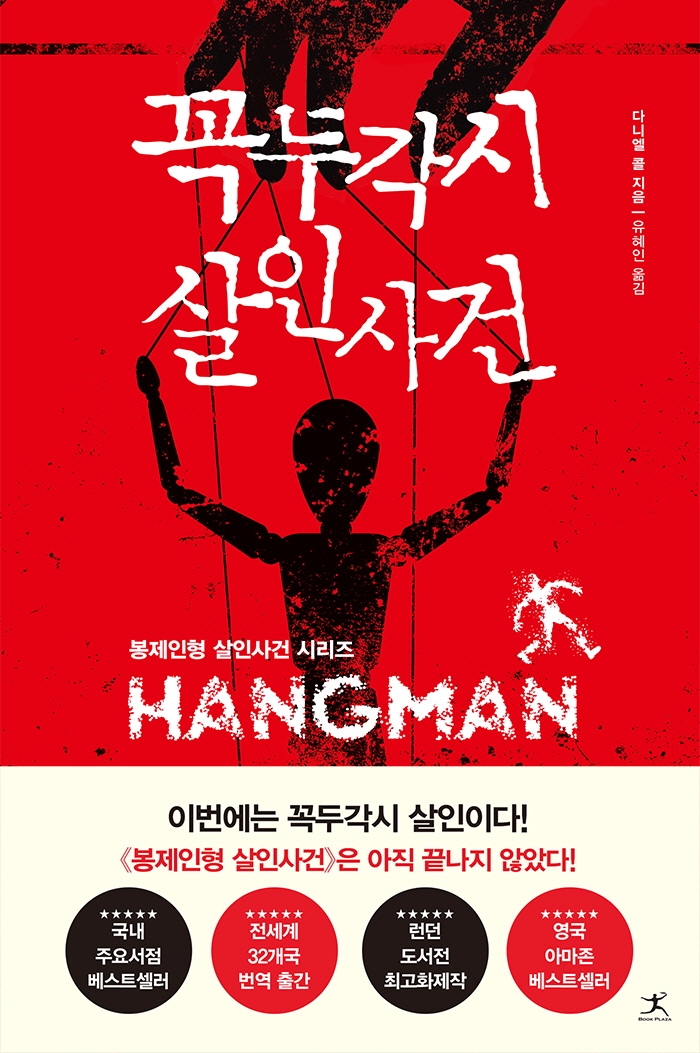 꼭두각시
살인사건
다니엘 콜 지음 | 유혜인 옮김
봉제인형 살인사건 시리즈
HANGMAN
이번에는 꼭두각시 살인이다!
《봉제인형 살인사건》은 아직 끝나지 않았다!
★★★★★
국내
주요서점
베스트셀러
★★★★★
전세계
32개국
번역 출간
★★★★★
런던
도서전
최고화제작
★★★★★
영국
아마존
베스트셀러
BOOK PLAZA